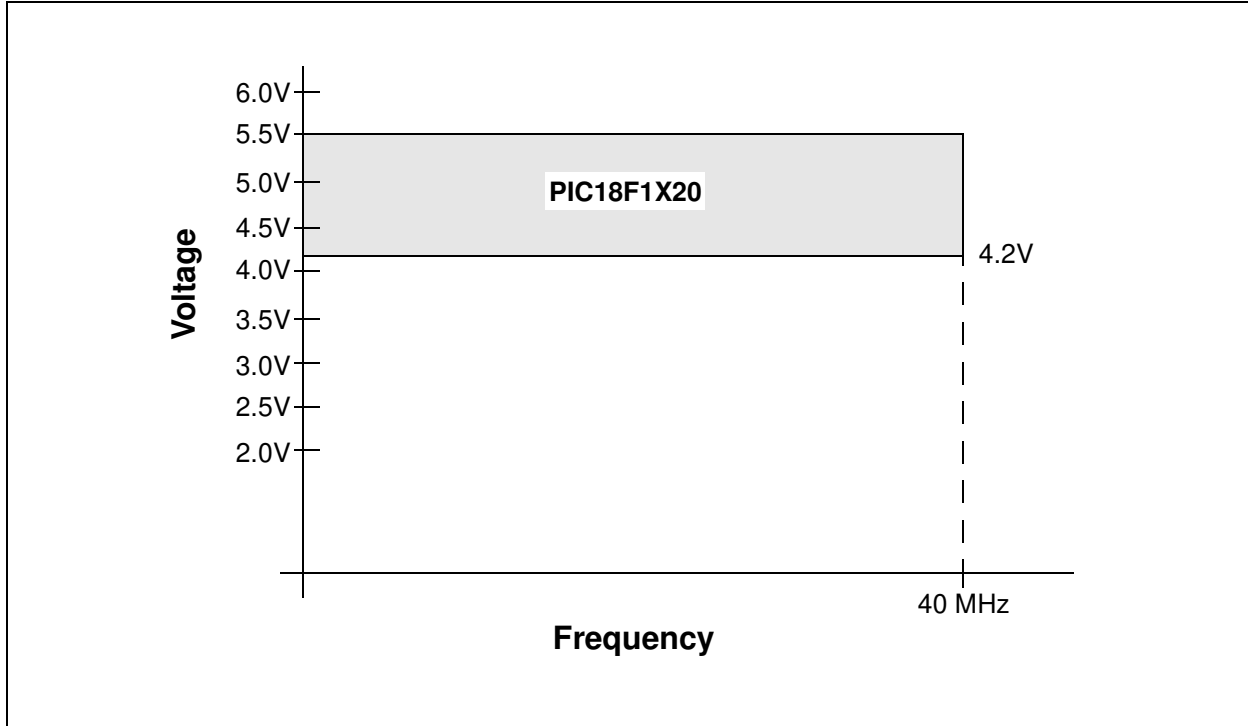 6.0V
5.5V
5.0V
4.5V
4.0V
3.5V
3.0V
2.5V
2.0V
Voltage
PIC18F1X20
4.2V
40 MHz
Frequency